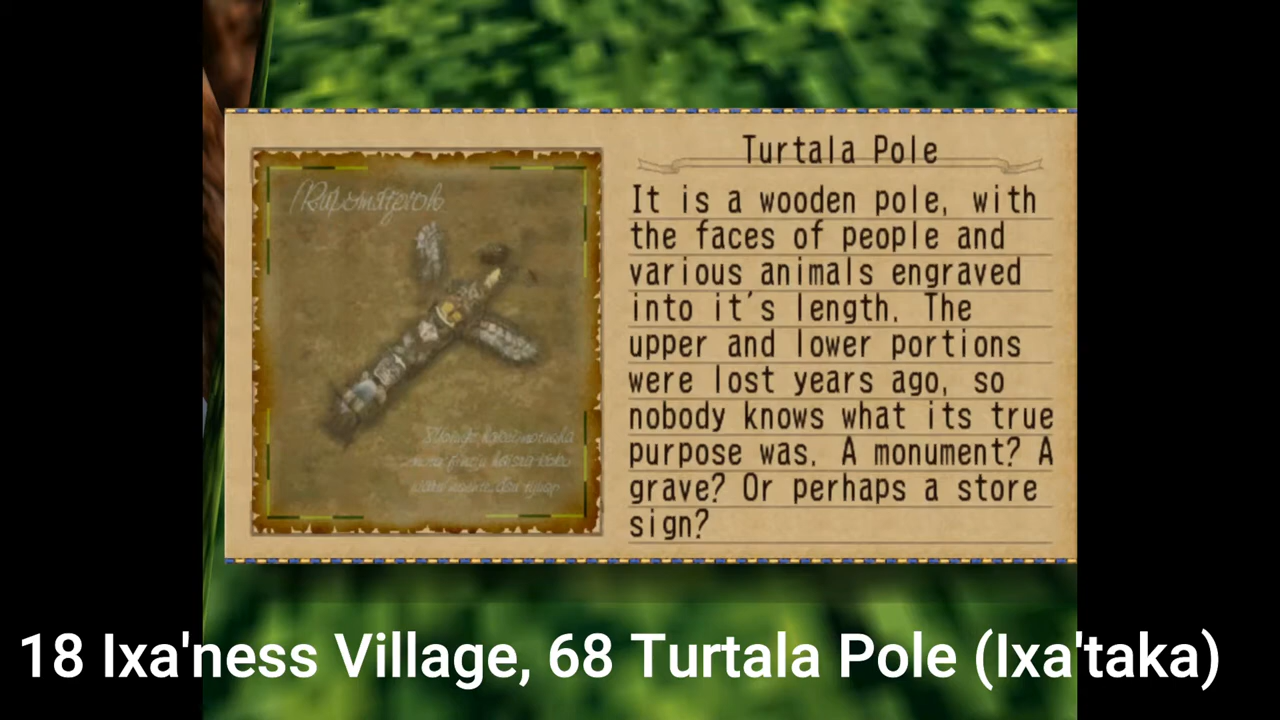 Turtala Pole
It is a wooden pole, with
the faces of people and
various animals engraved
into it's length. The
upper and lower portions
were lost years ago, so
nobody knows what its true
purpose was. A monument? A
grave? Or perhaps a store
sign?
18 Ixa'ness Village, 68 Turtala Pole (Ixa'taka)